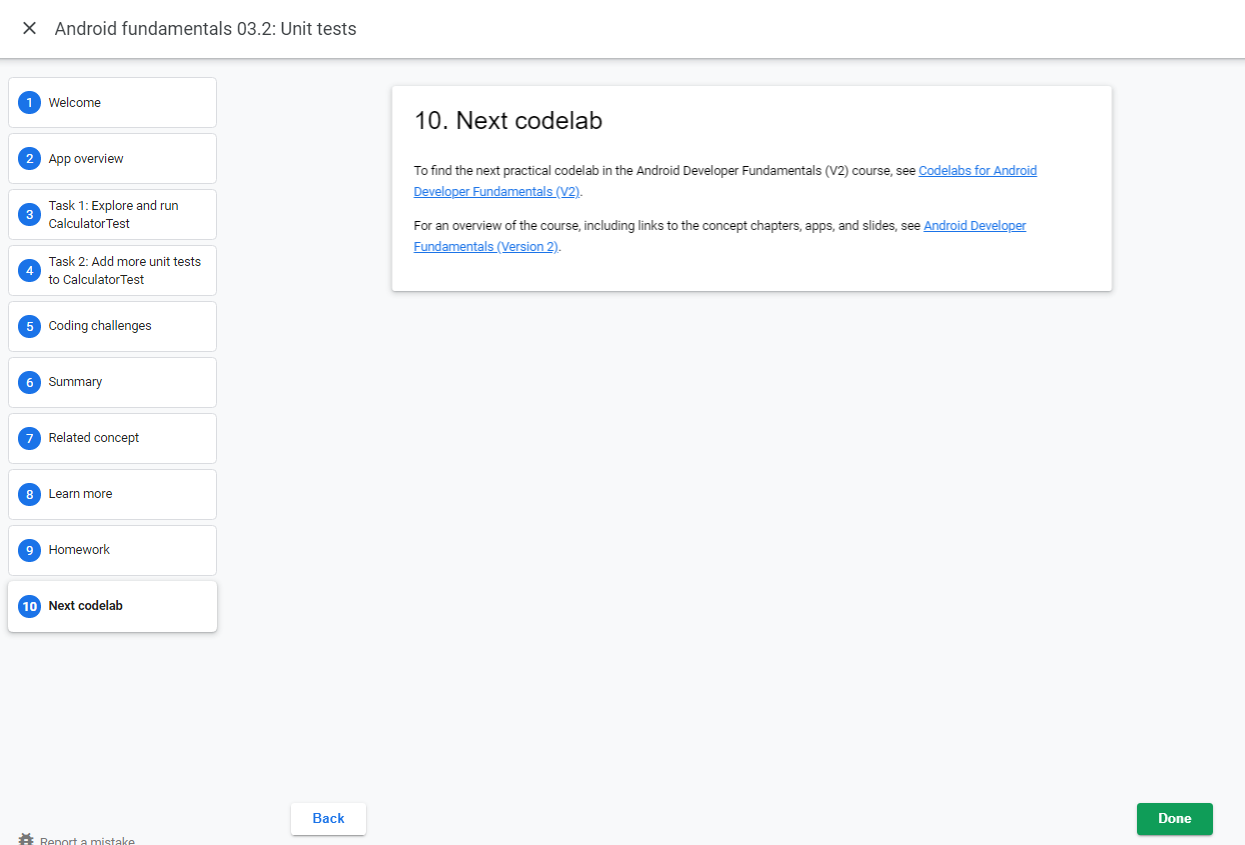 Android fundamentals 03.2: Unit tests
1 Welcome
2 App overview
3 Task 1: Explore and run
CalculatorTest
4 Task 2: Add more unit tests
to CalculatorTest
5 Coding challenges
6 Summary
7 Related concept
8 Learn more
9 Homework
10 Next codelab
10. Next codelab
To find the next practical codelab in the Android Developer Fundamentals (V2) course, see Codelabs for Android
Developer Fundamentals (V2).
For an overview of the course, including links to the concept chapters, apps, and slides, see Android Developer
Fundamentals (Version 2).
Back
Done
Report a mistake